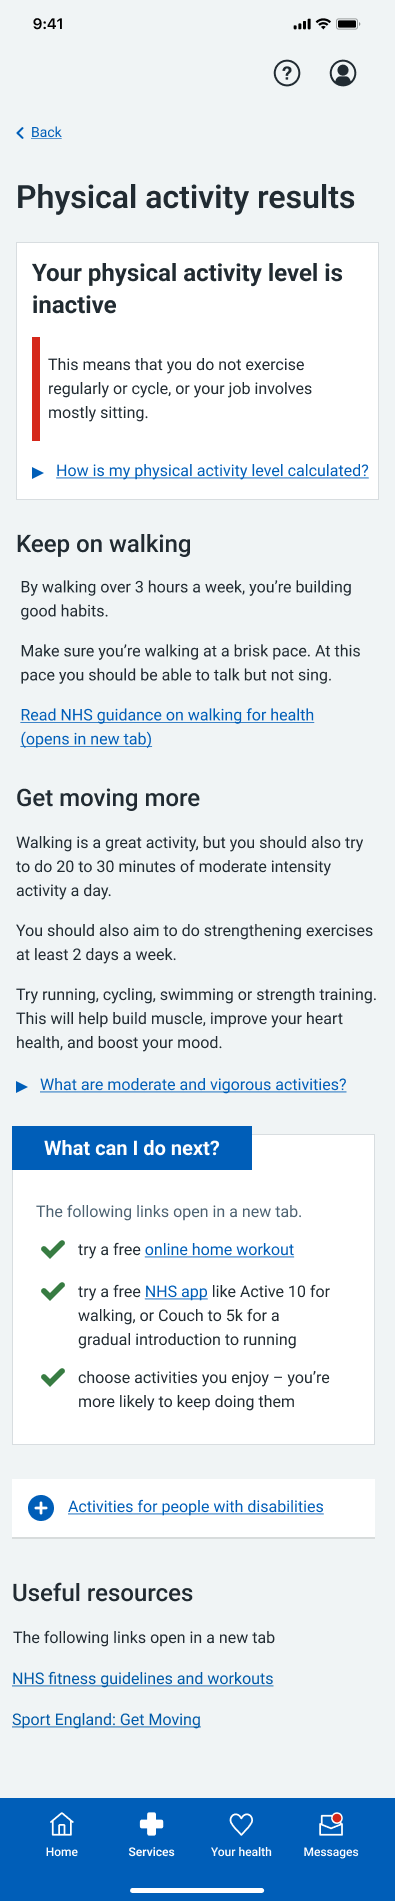 9:41
Back
Physical activity results
Your physical activity level is
inactive
This means that you do not exercise
regularly or cycle, or your job involves
mostly sitting.
How is my physical activity level calculated?
Keep on walking
By walking over 3 hours a week, you’re building
good habits.
Make sure you’re walking at a brisk pace. At this
pace you should be able to talk but not sing.
Read NHS guidance on walking for health
(opens in new tab)
Get moving more
Walking is a great activity, but you should also try
to do 20 to 30 minutes of moderate intensity
activity a day.
You should also aim to do strengthening exercises
at least 2 days a week.
Try running, cycling, swimming or strength training.
This will help build muscle, improve your heart
health, and boost your mood.
What are moderate and vigorous activities?
What can I do next?
The following links open in a new tab.
try a free online home workout
try a free NHS app like Active 10 for
walking, or Couch to 5k for a
gradual introduction to running
choose activities you enjoy – you’re
more likely to keep doing them
Activities for people with disabilities
Useful resources
The following links open in a new tab
NHS fitness guidelines and workouts
Sport England: Get Moving
Home Services Your health Messages